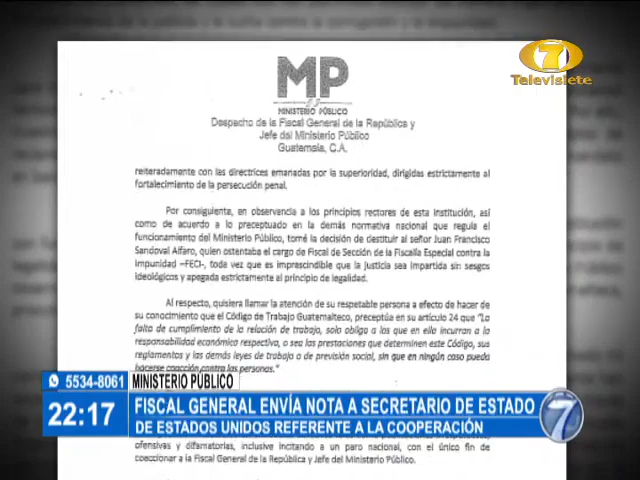 7
Televisiete
MP
MINISTERIO PÚBLICO
Despacho de la Fiscal General de la República y
Jefe del Ministerio Público
Guatemala, C.A.
reiteradamente con las directrices emanadas por la superioridad, dirigidas estrictamente al
fortalecimiento de la persecución penal.
Por consiguiente, en observancia a los principios rectores de esta Institución, así
como de acuerdo a lo preceptuado en la demás normativa nacional que regula el
funcionamiento del Ministerio Público, tomé la decisión de destituir al señor Juan Francisco
Sandoval Alfaro, quien ostentaba el cargo de Fiscal de Sección de la Fiscalía Especial contra la
Impunidad -FECI-, toda vez que es imprescindible que la justicia sea impartida sin sesgos
ideológicos y apegada estrictamente al principio de legalidad.
Al respecto, quisiera llamar la atención de su respetable persona a efecto de hacer de
su conocimiento que el Código de Trabajo Guatemalteco, preceptúa en su artículo 24 que "La
falta de cumplimiento de la relación de trabajo, solo obliga a los que en ello incurran a la
responsabilidad económica respectiva, o sea las prestaciones que determinen este Código, sus
reglamentos y las demás leyes de trabajo o de previsión social, sin que en ningún caso pueda
hacerse coacción contra las personas."
5534-8061
MINISTERIO PÚBLICO
22:17
FISCAL GENERAL ENVÍA NOTA A SECRETARIO DE ESTADO
DE ESTADOS UNIDOS REFERENTE A LA COOPERACIÓN
7
ofensivas y difamatorias, inclusive incitando a un paro nacional, con el único fin de
coaccionar a la Fiscal General de la República y Jefe del Ministerio Público.